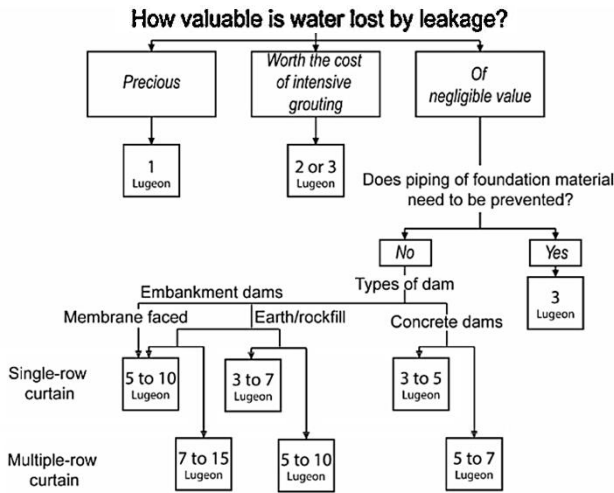 How valuable is water lost by leakage?
Precious
Worth the cost
of intensive
grouting
Of
negligible value
1
Lugeon
2 or 3
Lugeon
Does piping of foundation material
need to be prevented?
No
Yes
3
Lugeon
Types of dam
Embankment dams
Membrane faced
Earth/rockfill
Concrete dams
Single-row
curtain
5 to 10
Lugeon
3 to 7
Lugeon
3 to 5
Lugeon
Multiple-row
curtain
7 to 15
Lugeon
5 to 10
Lugeon
5 to 7
Lugeon